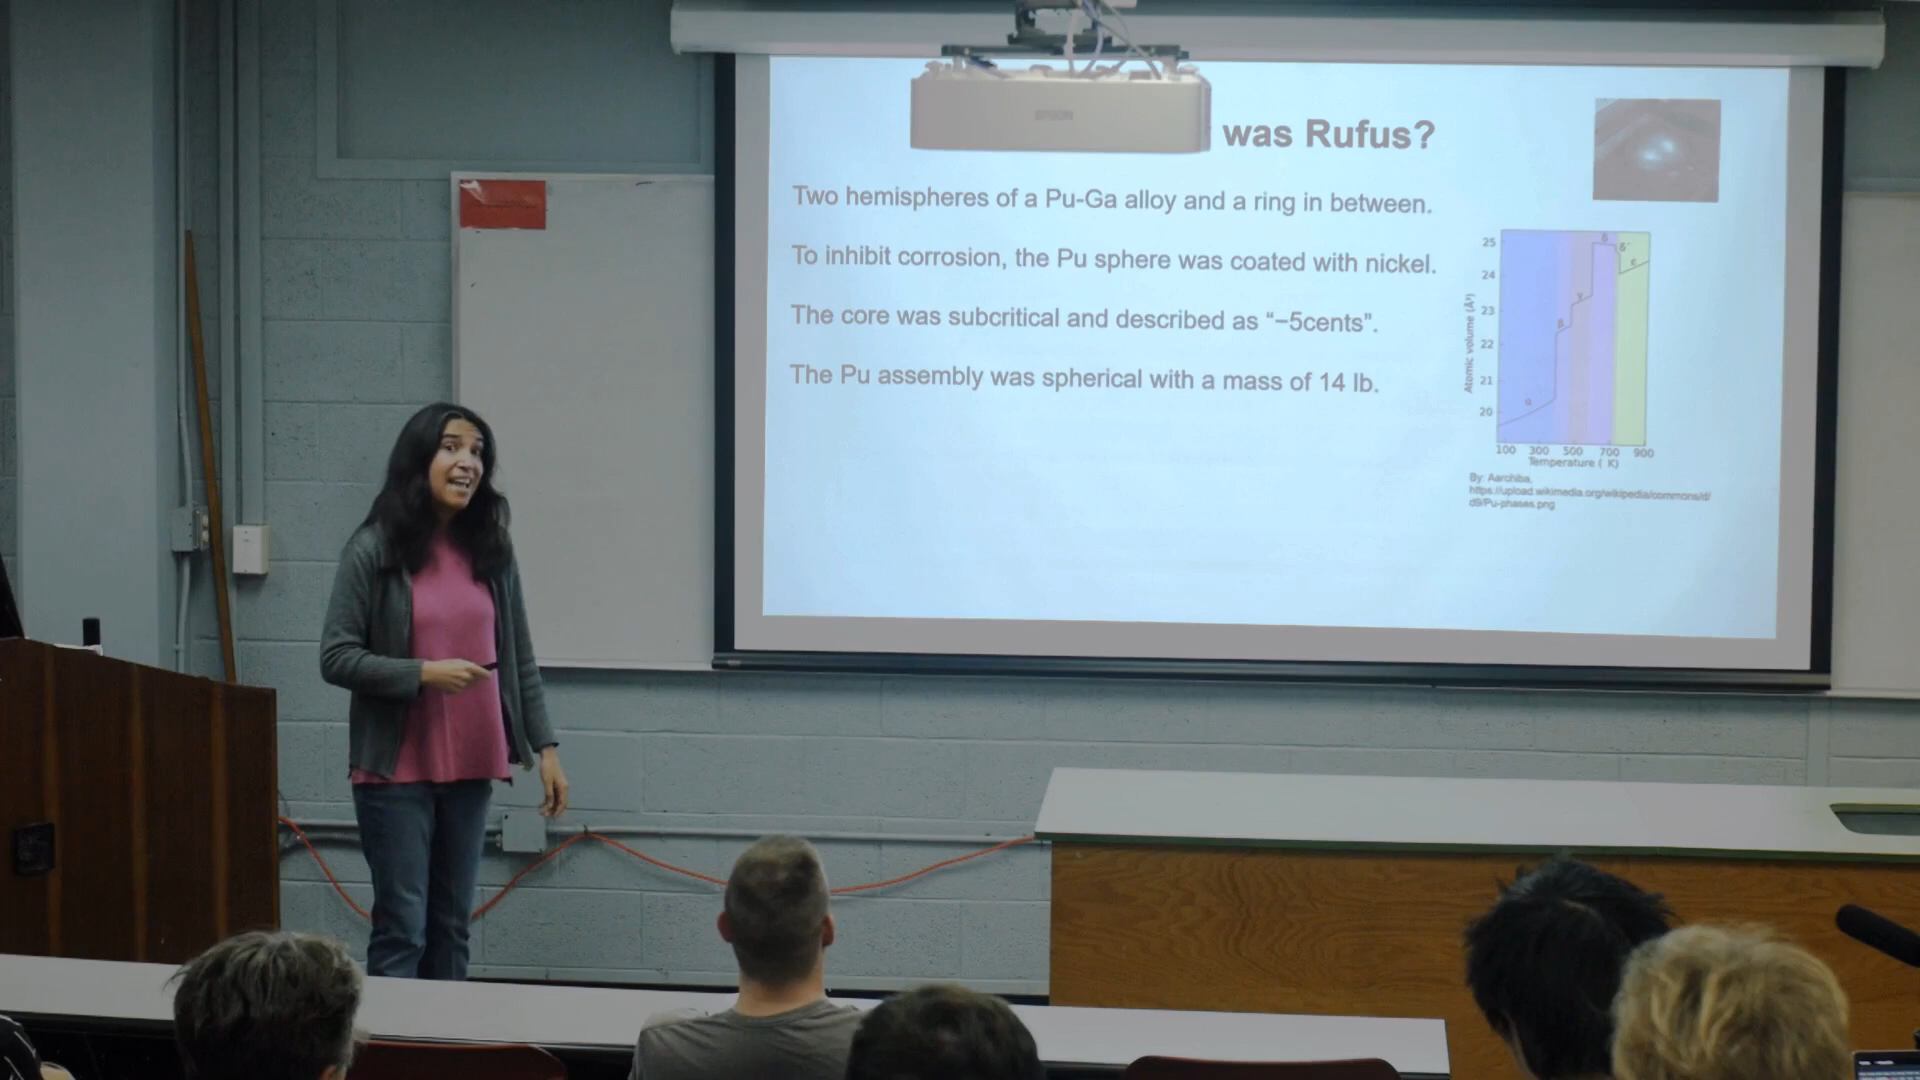 EPSON
was Rufus?
Two hemispheres of a Pu-Ga alloy and a ring in between.
To inhibit corrosion, the Pu sphere was coated with nickel.
The core was subcritical and described as “−5cents”.
The Pu assembly was spherical with a mass of 14 lb.
25
24
23
22
21
20
Atomic volume (Å³)
α
β
γ
δ
δ´
ε
100 300 500 700 900
Temperature ( K)
By: Aarchiba,
https://upload.wikimedia.org/wikipedia/commons/d/
d9/Pu-phases.png